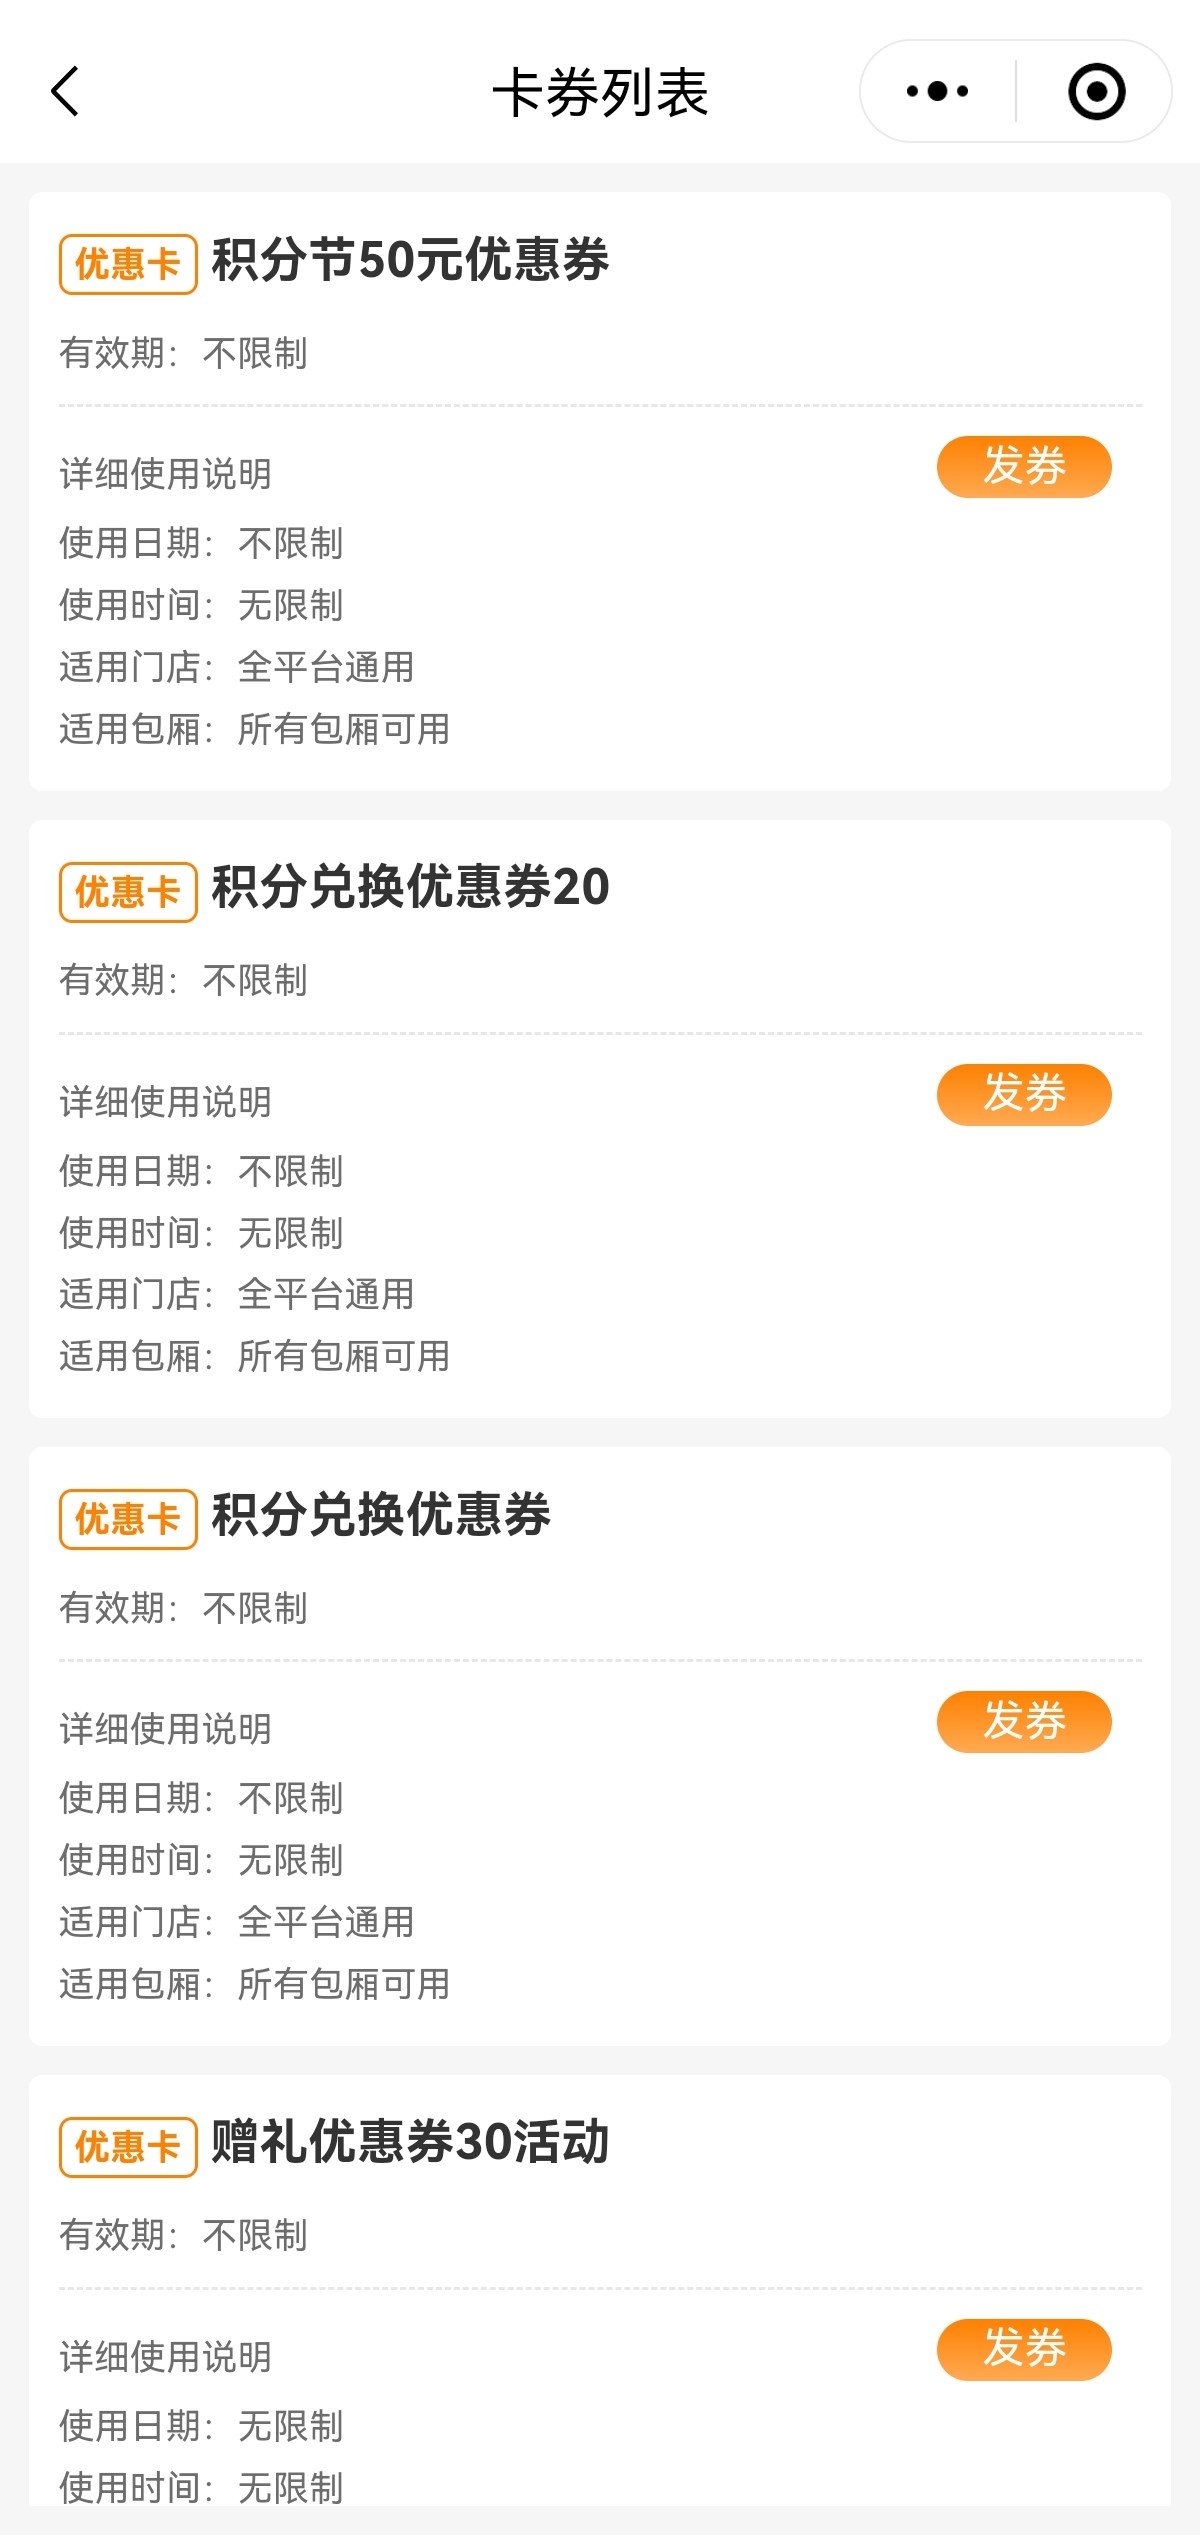 卡券列表
优惠卡 积分节50元优惠券
有效期：不限制
详细使用说明 发券
使用日期：不限制
使用时间：无限制
适用门店：全平台通用
适用包厢：所有包厢可用
优惠卡 积分兑换优惠券20
有效期：不限制
详细使用说明 发券
使用日期：不限制
使用时间：无限制
适用门店：全平台通用
适用包厢：所有包厢可用
优惠卡 积分兑换优惠券
有效期：不限制
详细使用说明 发券
使用日期：不限制
使用时间：无限制
适用门店：全平台通用
适用包厢：所有包厢可用
优惠卡 赠礼优惠券30活动
有效期：不限制
详细使用说明 发券
使用日期：无限制
使用时间：无限制